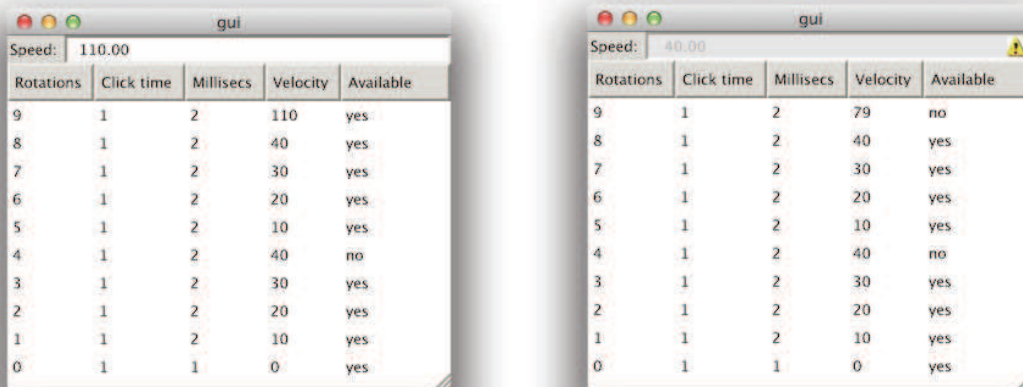 gui
Speed: 110.00
Rotations Click time Millisecs Velocity Available
9 1 2 110 yes
8 1 2 40 yes
7 1 2 30 yes
6 1 2 20 yes
5 1 2 10 yes
4 1 2 40 no
3 1 2 30 yes
2 1 2 20 yes
1 1 2 10 yes
0 1 1 0 yes
gui
Speed: 40.00
Rotations Click time Millisecs Velocity Available
9 1 2 79 no
8 1 2 40 yes
7 1 2 30 yes
6 1 2 20 yes
5 1 2 10 yes
4 1 2 40 no
3 1 2 30 yes
2 1 2 20 yes
1 1 2 10 yes
0 1 1 0 yes